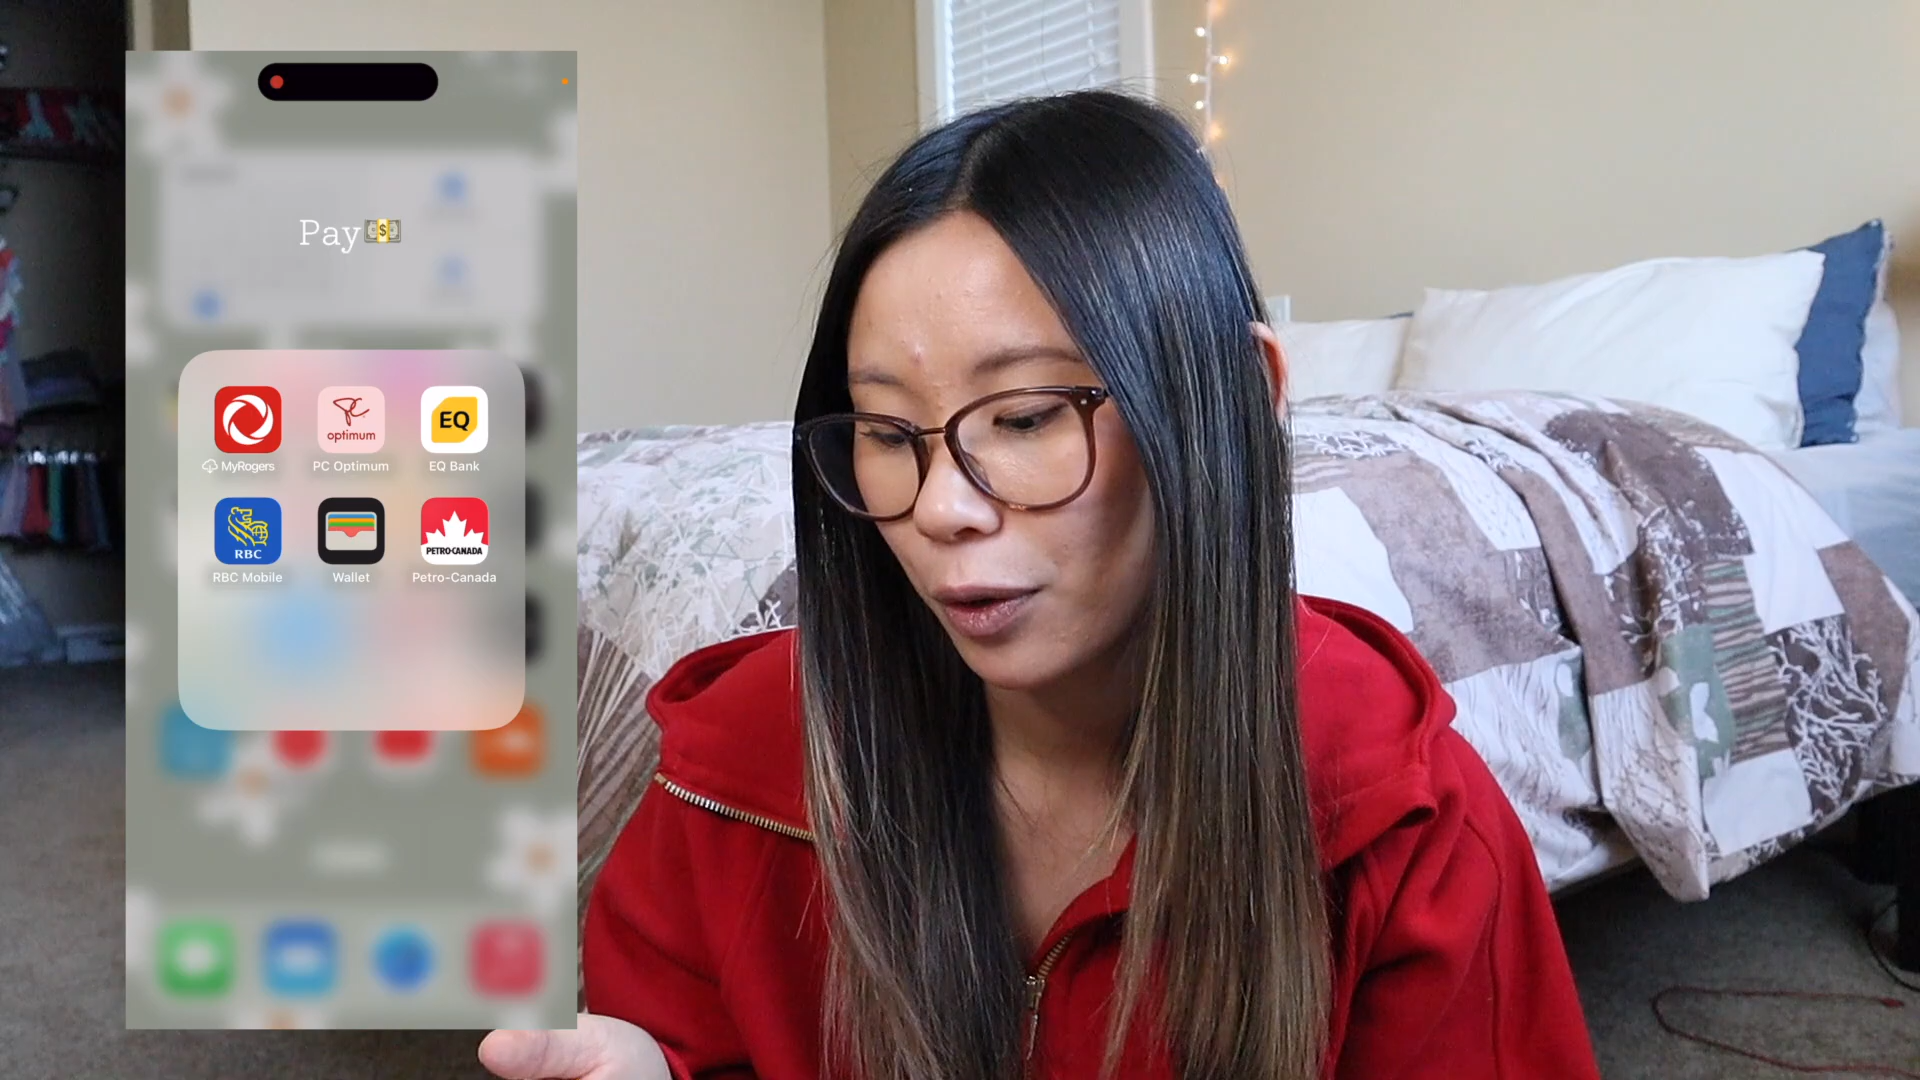 Pay💵
optimum
EQ
MyRogers
PC Optimum
EQ Bank
RBC
PETRO-CANADA
RBC Mobile
Wallet
Petro-Canada